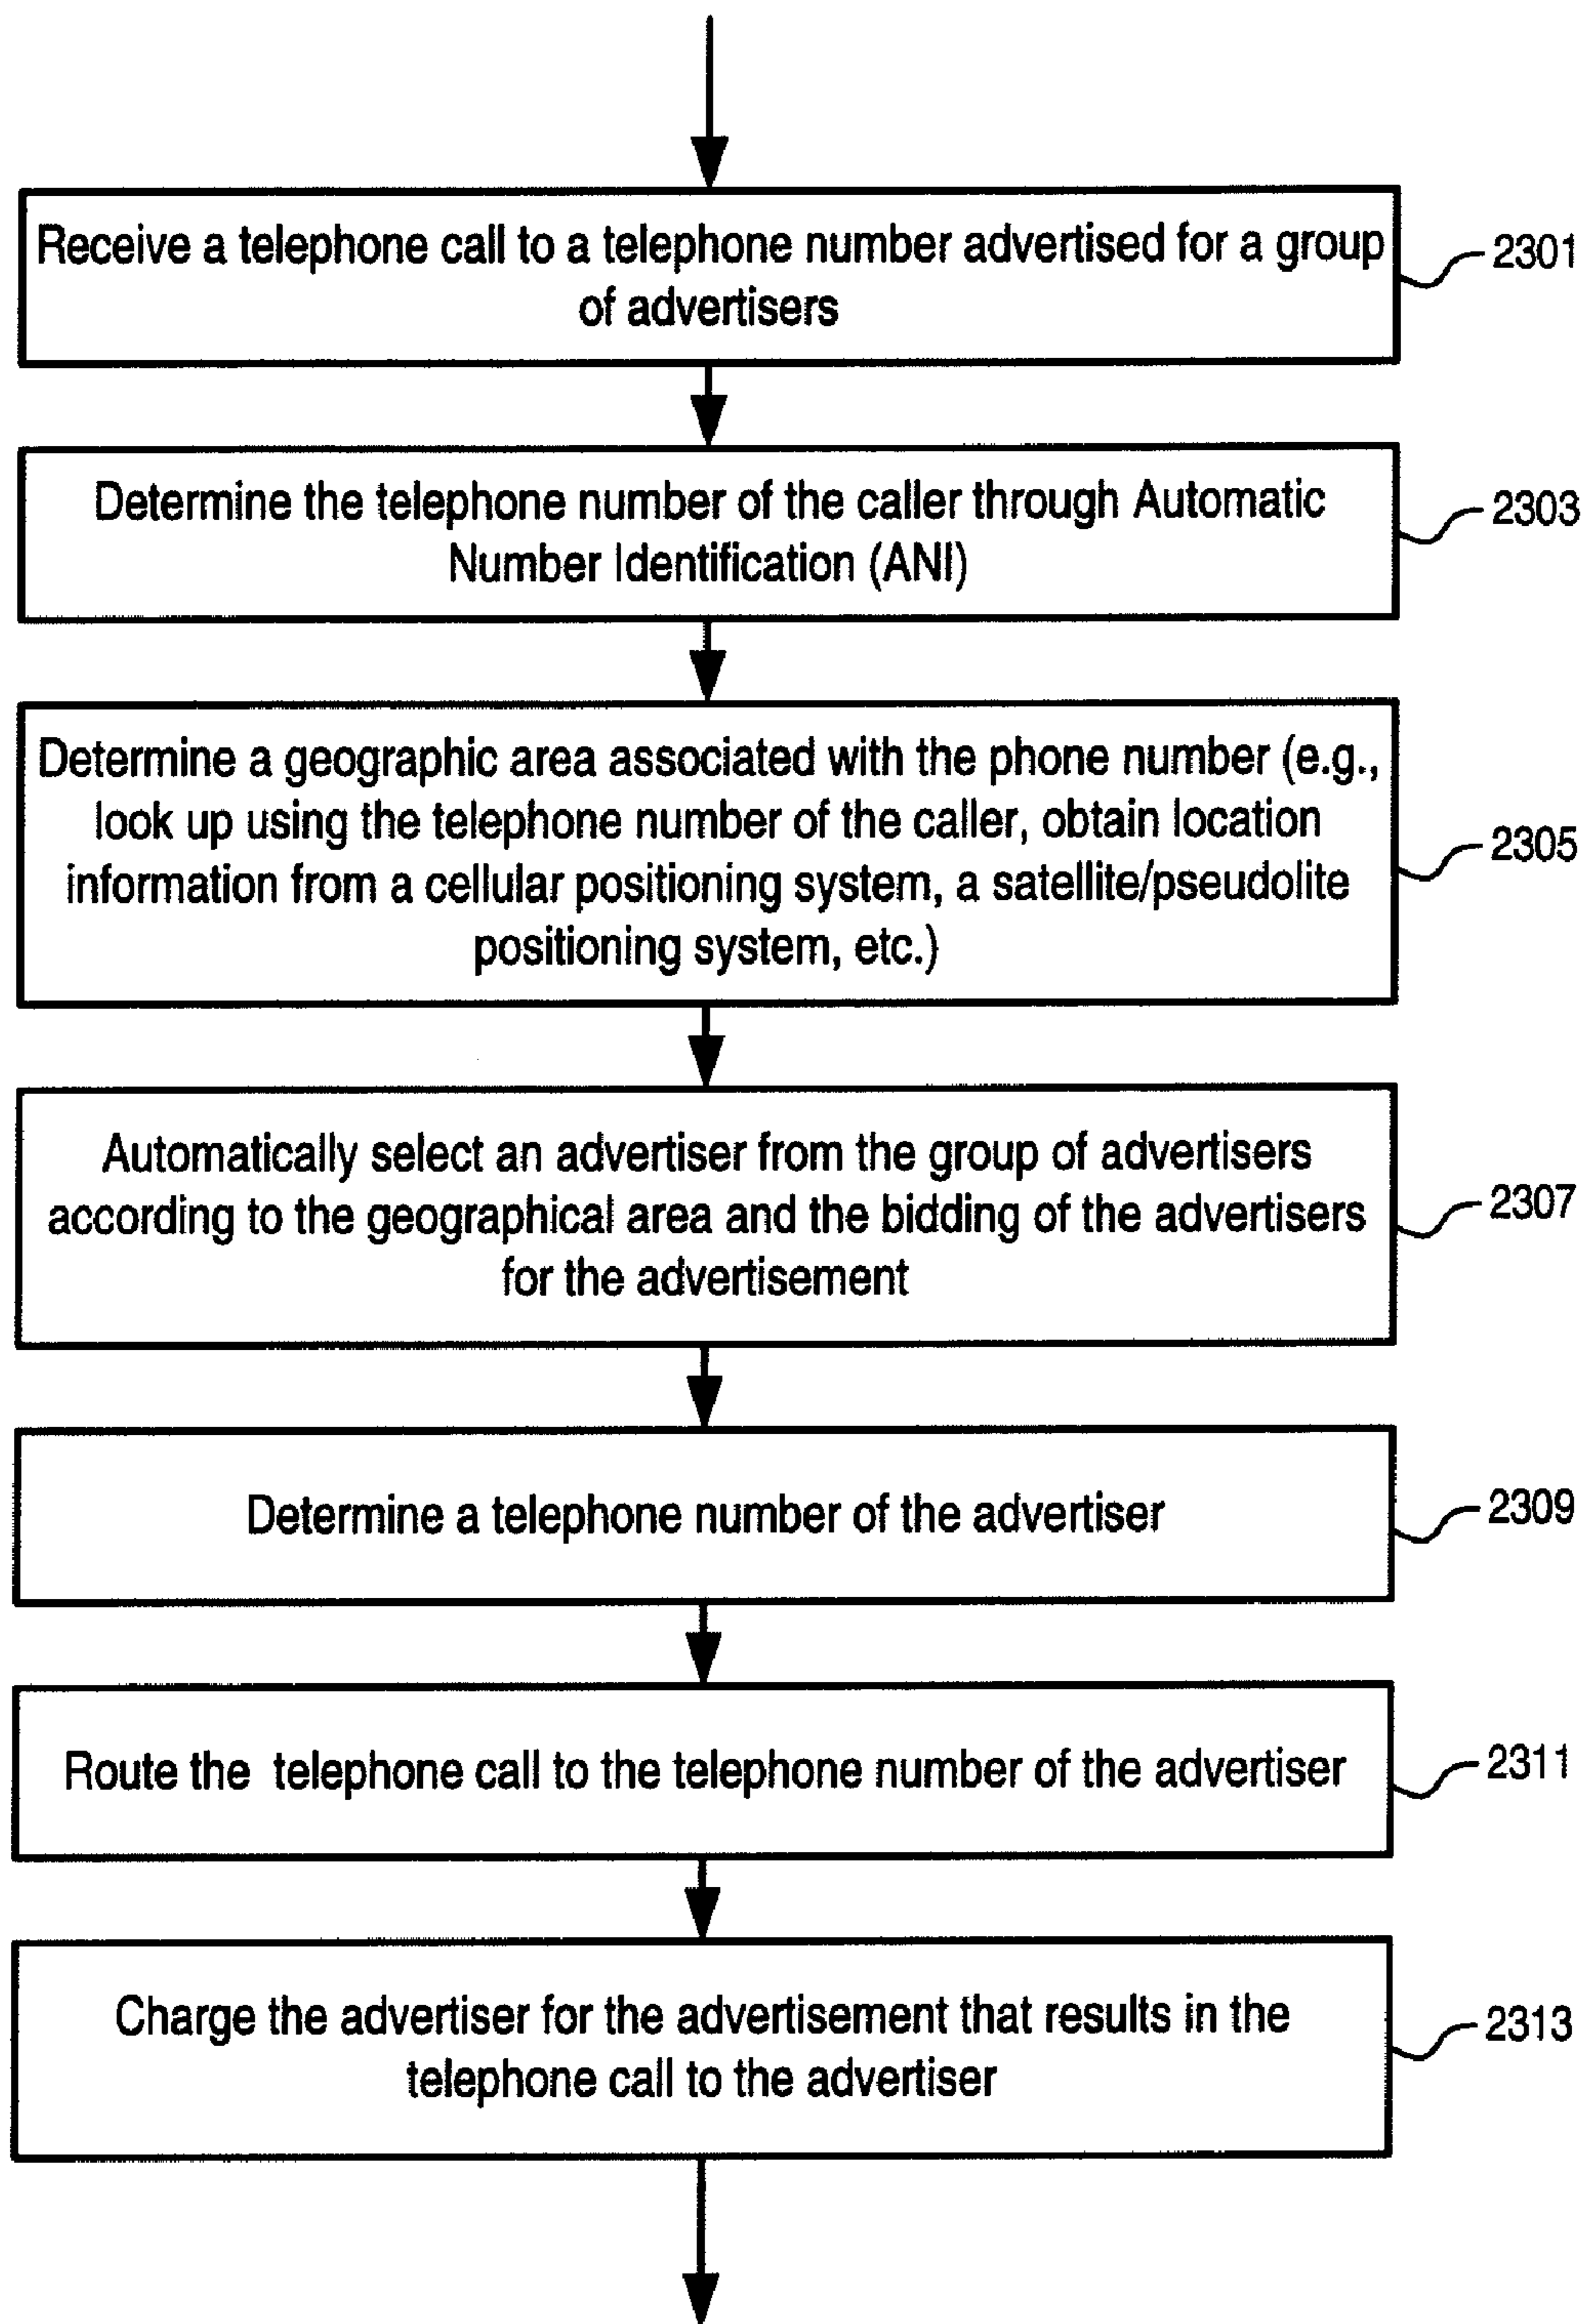 Receive a telephone call to a telephone number advertised for a group
of advertisers
2301
Determine the telephone number of the caller through Automatic
Number Identification (ANI)
2303
Determine a geographic area associated with the phone number (e.g.,
look up using the telephone number of the caller, obtain location
information from a cellular positioning system, a satellite/pseudolite
positioning system, etc.)
2305
Automatically select an advertiser from the group of advertisers
according to the geographical area and the bidding of the advertisers
for the advertisement
2307
Determine a telephone number of the advertiser
2309
Route the telephone call to the telephone number of the advertiser
2311
Charge the advertiser for the advertisement that results in the
telephone call to the advertiser
2313